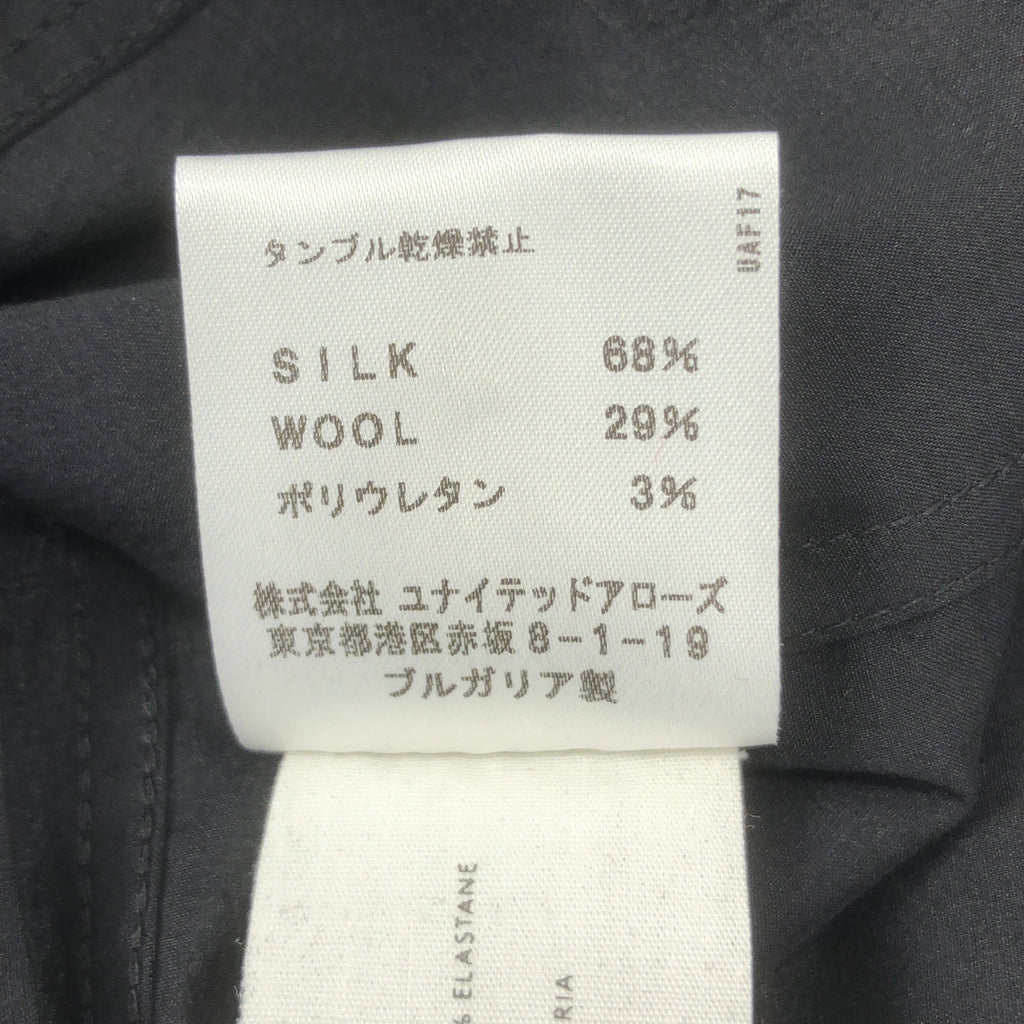 UAF17
タンブル乾燥禁止
SILK 68%
WOOL 29%
ポリウレタン 3%
株式会社 ユナイテッドアローズ
東京都港区赤坂8-1-19
ブルガリア製
% ELASTANE
RIA